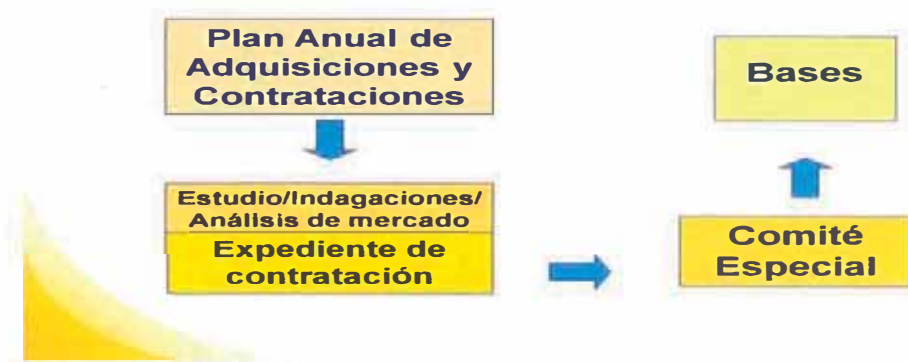 Plan Anual de
Adquisiciones y
Contrataciones
Estudio/Indagaciones/
Análisis de mercado
Expediente de
contratación
Comité
Especial
Bases